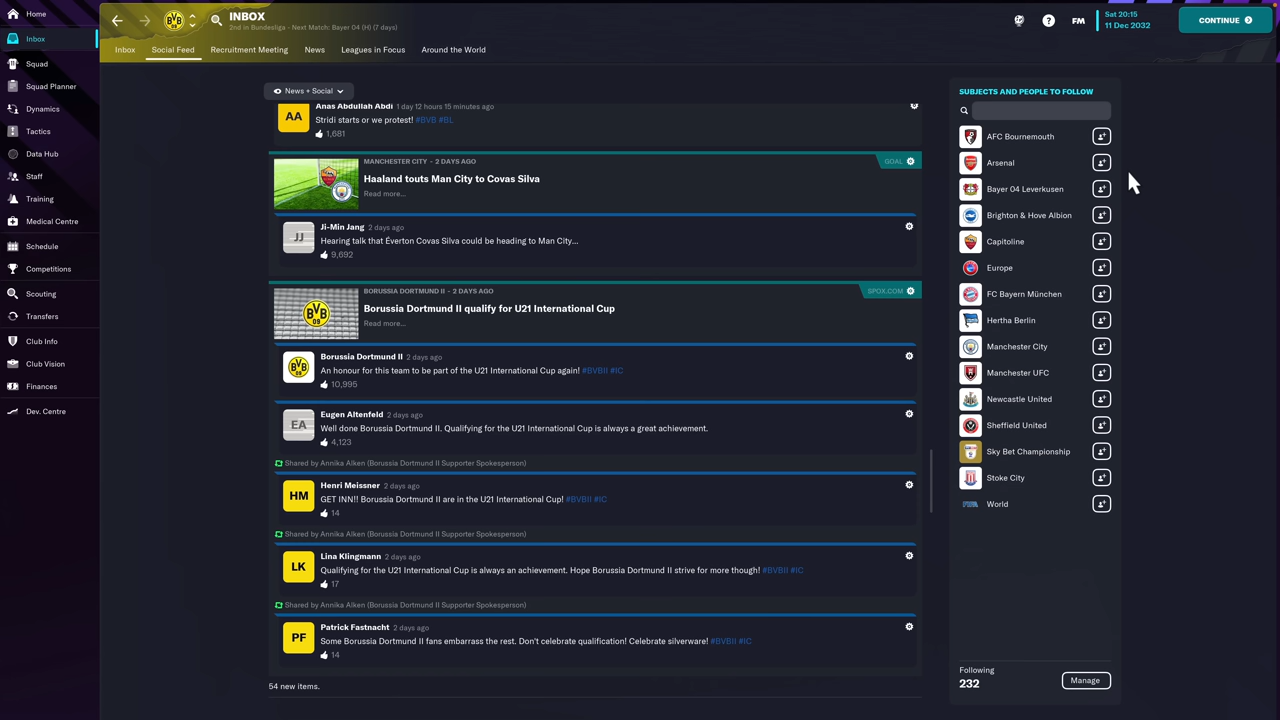 Home
Inbox
Squad
Squad Planner
Dynamics
Tactics
Data Hub
Staff
Training
Medical Centre
Schedule
Competitions
Scouting
Transfers
Club Info
Club Vision
Finances
Dev. Centre
BVB 09
INBOX
2nd in Bundesliga - Next Match: Bayer 04 (H) (7 days)
?
FM
Sat 20:15
11 Dec 2032
CONTINUE
Inbox
Social Feed
Recruitment Meeting
News
Leagues in Focus
Around the World
News + Social
AA
Anas Abdullah Abdi 1 day 12 hours 15 minutes ago
Stridi starts or we protest! #BVB #BL
1,681
MANCHESTER CITY - 2 DAYS AGO
GOAL
Haaland touts Man City to Covas Silva
Read more...
JJ
Ji-Min Jang 2 days ago
Hearing talk that Éverton Covas Silva could be heading to Man City...
9,692
BORUSSIA DORTMUND II - 2 DAYS AGO
SPOX.COM
BVB 09
Borussia Dortmund II qualify for U21 International Cup
Read more...
BVB 09
Borussia Dortmund II 2 days ago
An honour for this team to be part of the U21 International Cup again! #BVBII #IC
10,995
EA
Eugen Altenfeld 2 days ago
Well done Borussia Dortmund II. Qualifying for the U21 International Cup is always a great achievement.
4,123
Shared by Annika Alken (Borussia Dortmund II Supporter Spokesperson)
HM
Henri Meissner 2 days ago
GET INN!! Borussia Dortmund II are in the U21 International Cup! #BVBII #IC
14
Shared by Annika Alken (Borussia Dortmund II Supporter Spokesperson)
LK
Lina Klingmann 2 days ago
Qualifying for the U21 International Cup is always an achievement. Hope Borussia Dortmund II strive for more though! #BVBII #IC
17
Shared by Annika Alken (Borussia Dortmund II Supporter Spokesperson)
PF
Patrick Fastnacht 2 days ago
Some Borussia Dortmund II fans embarrass the rest. Don't celebrate qualification! Celebrate silverware! #BVBII #IC
14
54 new items.
SUBJECTS AND PEOPLE TO FOLLOW
AFC Bournemouth
Arsenal
Bayer 04 Leverkusen
Brighton & Hove Albion
Capitoline
Europe
FC Bayern München
Hertha Berlin
Manchester City
Manchester UFC
Newcastle United
Sheffield United
Sky Bet Championship
Stoke City
World
Following
232
Manage